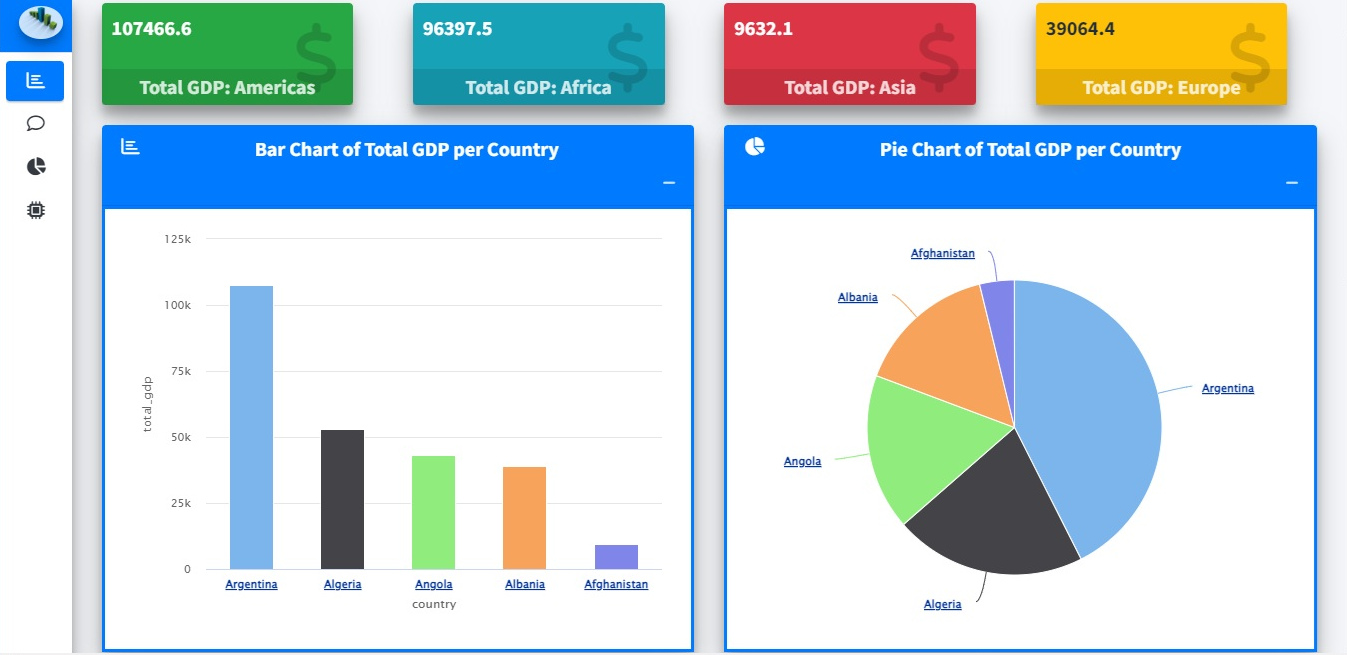 107466.6
Total GDP: Americas
96397.5
Total GDP: Africa
9632.1
Total GDP: Asia
39064.4
Total GDP: Europe
Bar Chart of Total GDP per Country
125k
100k
75k
50k
25k
0
total_gdp
Argentina
Algeria
Angola
Albania
Afghanistan
country
Pie Chart of Total GDP per Country
Afghanistan
Albania
Argentina
Angola
Algeria